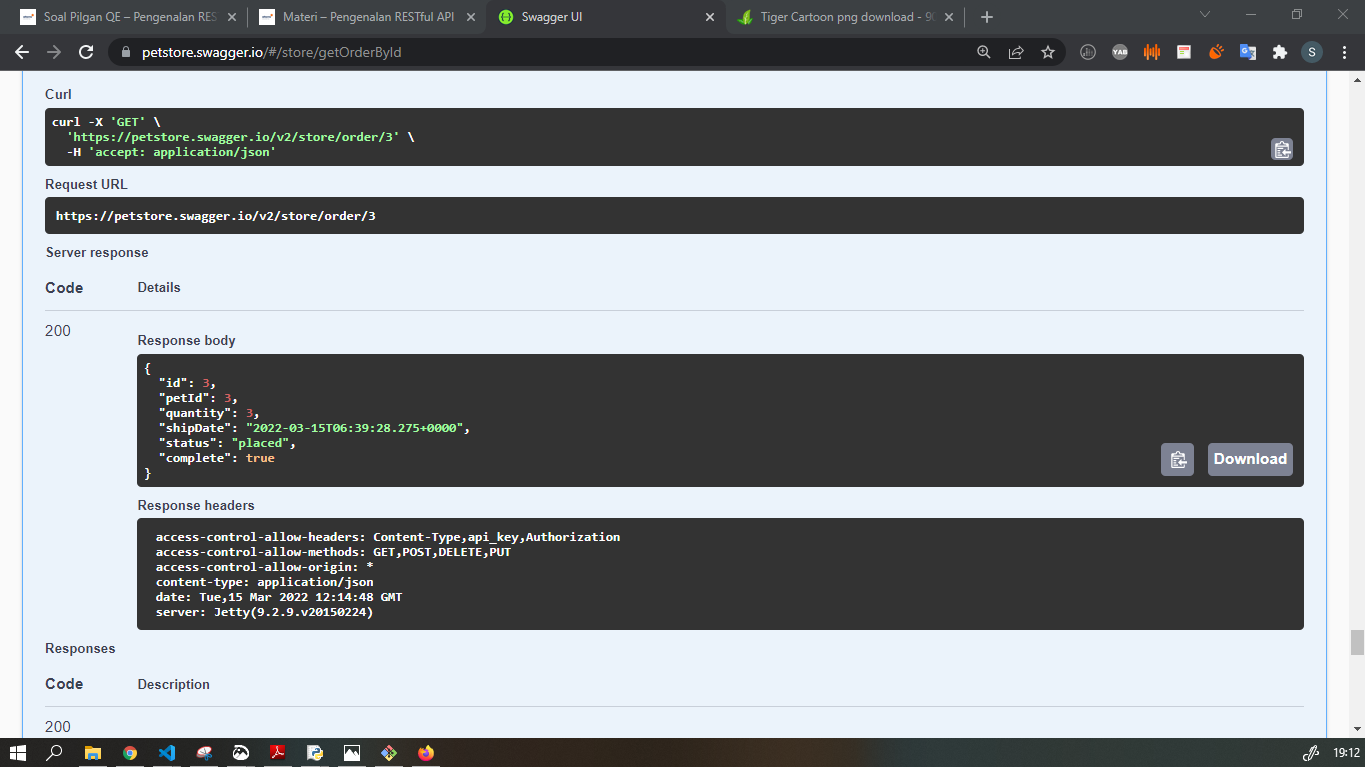 Soal Pilgan QE – Pengenalan RES
Materi – Pengenalan RESTful API
Swagger UI
Tiger Cartoon png download - 90
petstore.swagger.io/#/store/getOrderById
YAB
S
Curl
curl -X 'GET' \
'https://petstore.swagger.io/v2/store/order/3' \
-H 'accept: application/json'
Request URL
https://petstore.swagger.io/v2/store/order/3
Server response
Code Details
200
Response body
{
"id": 3,
"petId": 3,
"quantity": 3,
"shipDate": "2022-03-15T06:39:28.275+0000",
"status": "placed",
"complete": true
}
Download
Response headers
access-control-allow-headers: Content-Type,api_key,Authorization
access-control-allow-methods: GET,POST,DELETE,PUT
access-control-allow-origin: *
content-type: application/json
date: Tue,15 Mar 2022 12:14:48 GMT
server: Jetty(9.2.9.v20150224)
Responses
Code Description
200
19:12